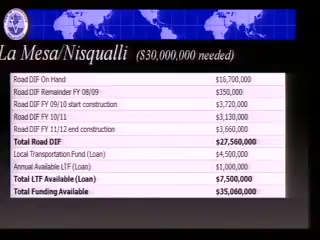 La Mesa/Nisqualli ($30,000,000 needed)
Road DIF On Hand $16,700,000
Road DIF Remainder FY 08/09 $350,000
Road DIF FY 09/10 start construction $3,720,000
Road DIF FY 10/11 $3,130,000
Road DIF FY 11/12 end construction $3,660,000
Total Road DIF $27,560,000
Local Transportation Fund (Loan) $4,500,000
Annual Available LTF (Loan) $1,000,000
Total LTF Available (Loan) $7,500,000
Total Funding Available $35,060,000